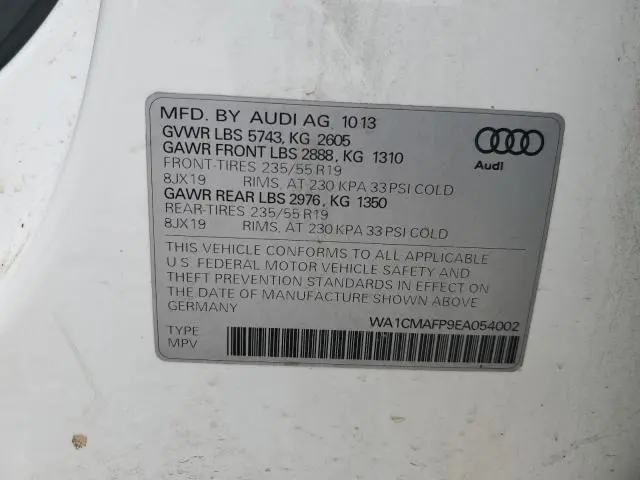 MFD. BY AUDI AG 10 13
GVWR LBS 5743, KG 2605
GAWR FRONT LBS 2888, KG 1310
FRONT-TIRES 235/55 R19
8JX19 RIMS, AT 230 KPA 33 PSI COLD
GAWR REAR LBS 2976, KG 1350
REAR-TIRES 235/55 R19
8JX19 RIMS, AT 230 KPA 33 PSI COLD
Audi
THIS VEHICLE CONFORMS TO ALL APPLICABLE
U.S. FEDERAL MOTOR VEHICLE SAFETY AND
THEFT PREVENTION STANDARDS IN EFFECT ON
THE DATE OF MANUFACTURE SHOWN ABOVE
GERMANY
WA1CMAFP9EA054002
TYPE
MPV